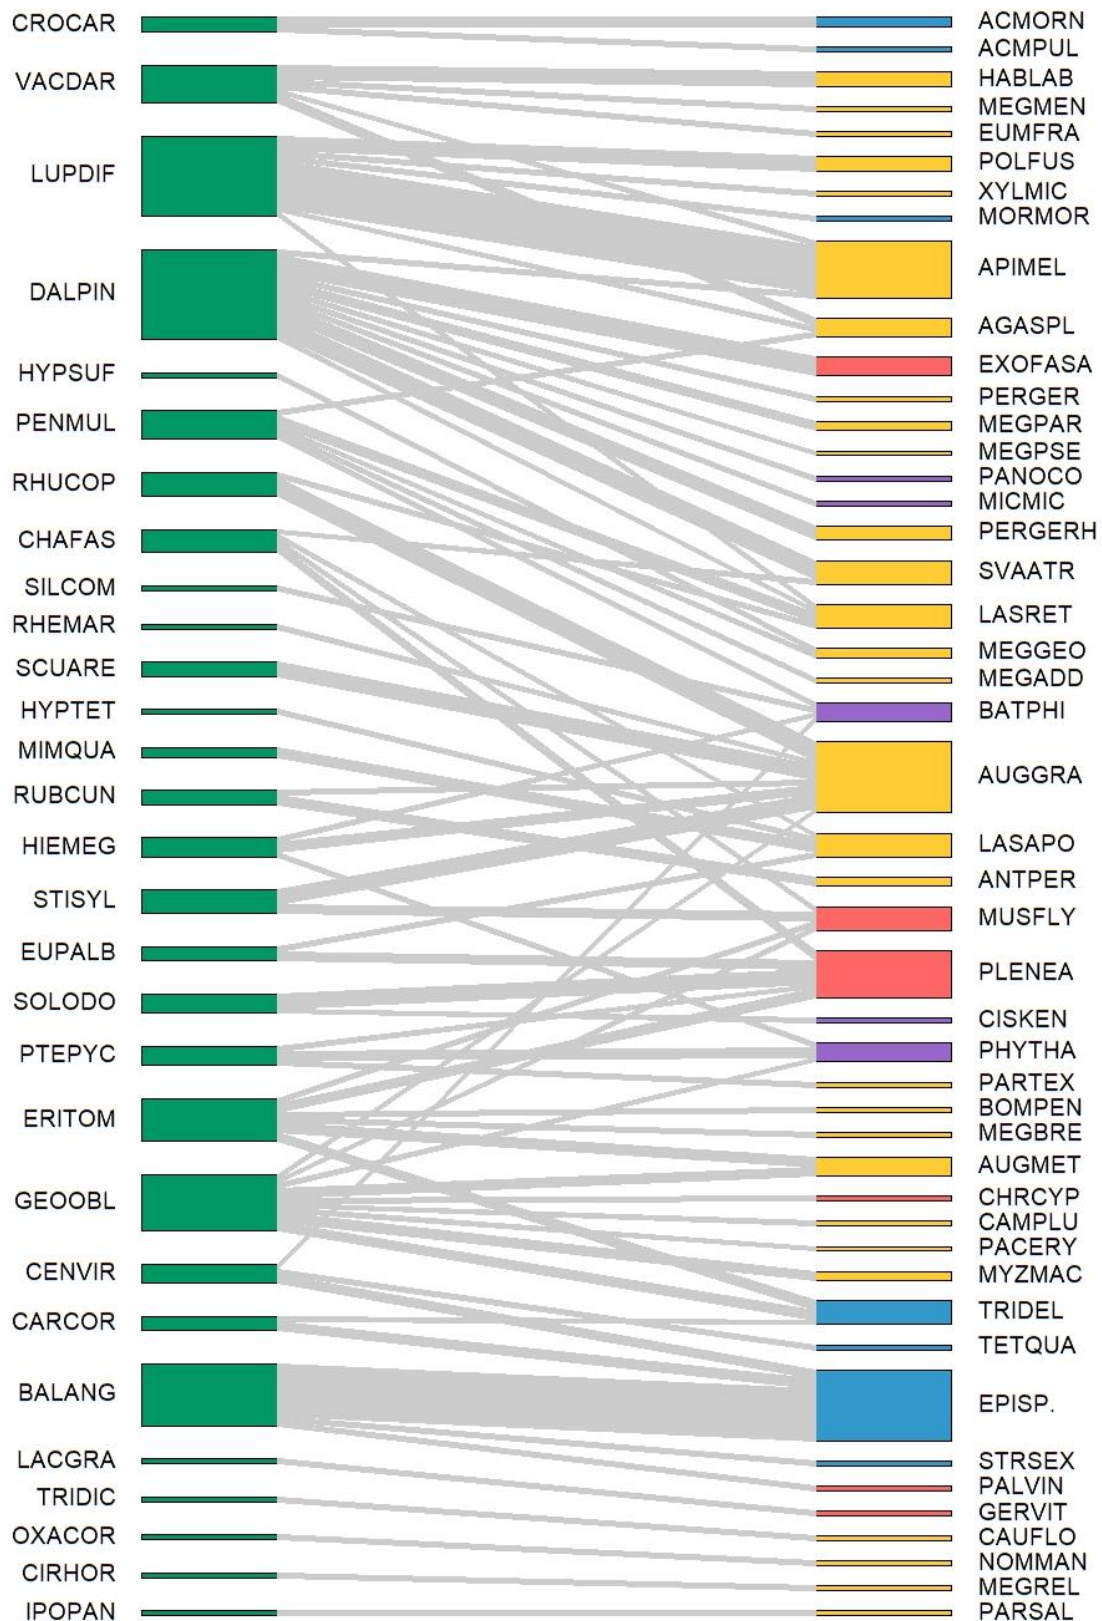 CROCAR
VACDAR
LUPDIF
DALPIN
HYPSUF
PENMUL
RHUCOP
CHAFAS
SILCOM
RHEMAR
SCUARE
HYPTET
MIMQUA
RUBCUN
HIEMEG
STISYL
EUPALB
SOLODO
PTEPYC
ERITOM
GEOOBL
CENVIR
CARCOR
BALANG
LACGRA
TRIDIC
OXACOR
CIRHOR
IPOPAN
ACMORN
ACMPUL
HABLAB
MEGMEN
EUMFRA
POLFUS
XYLMIC
MORMOR
APIMEL
AGASPL
EXOFASA
PERGER
MEGPAR
MEGPSE
PANOCO
MICMIC
PERGERH
SVAATR
LASRET
MEGGEO
MEGADD
BATPHI
AUGGRA
LASAPO
ANTPER
MUSFLY
PLENEA
CISKEN
PHYTHA
PARTEX
BOMPEN
MEGBRE
AUGMET
CHRCYP
CAMPLU
PACERY
MYZMAC
TRIDEL
TETQUA
EPISP.
STRSEX
PALVIN
GERVIT
CAUFLO
NOMMAN
MEGREL
PARSAL